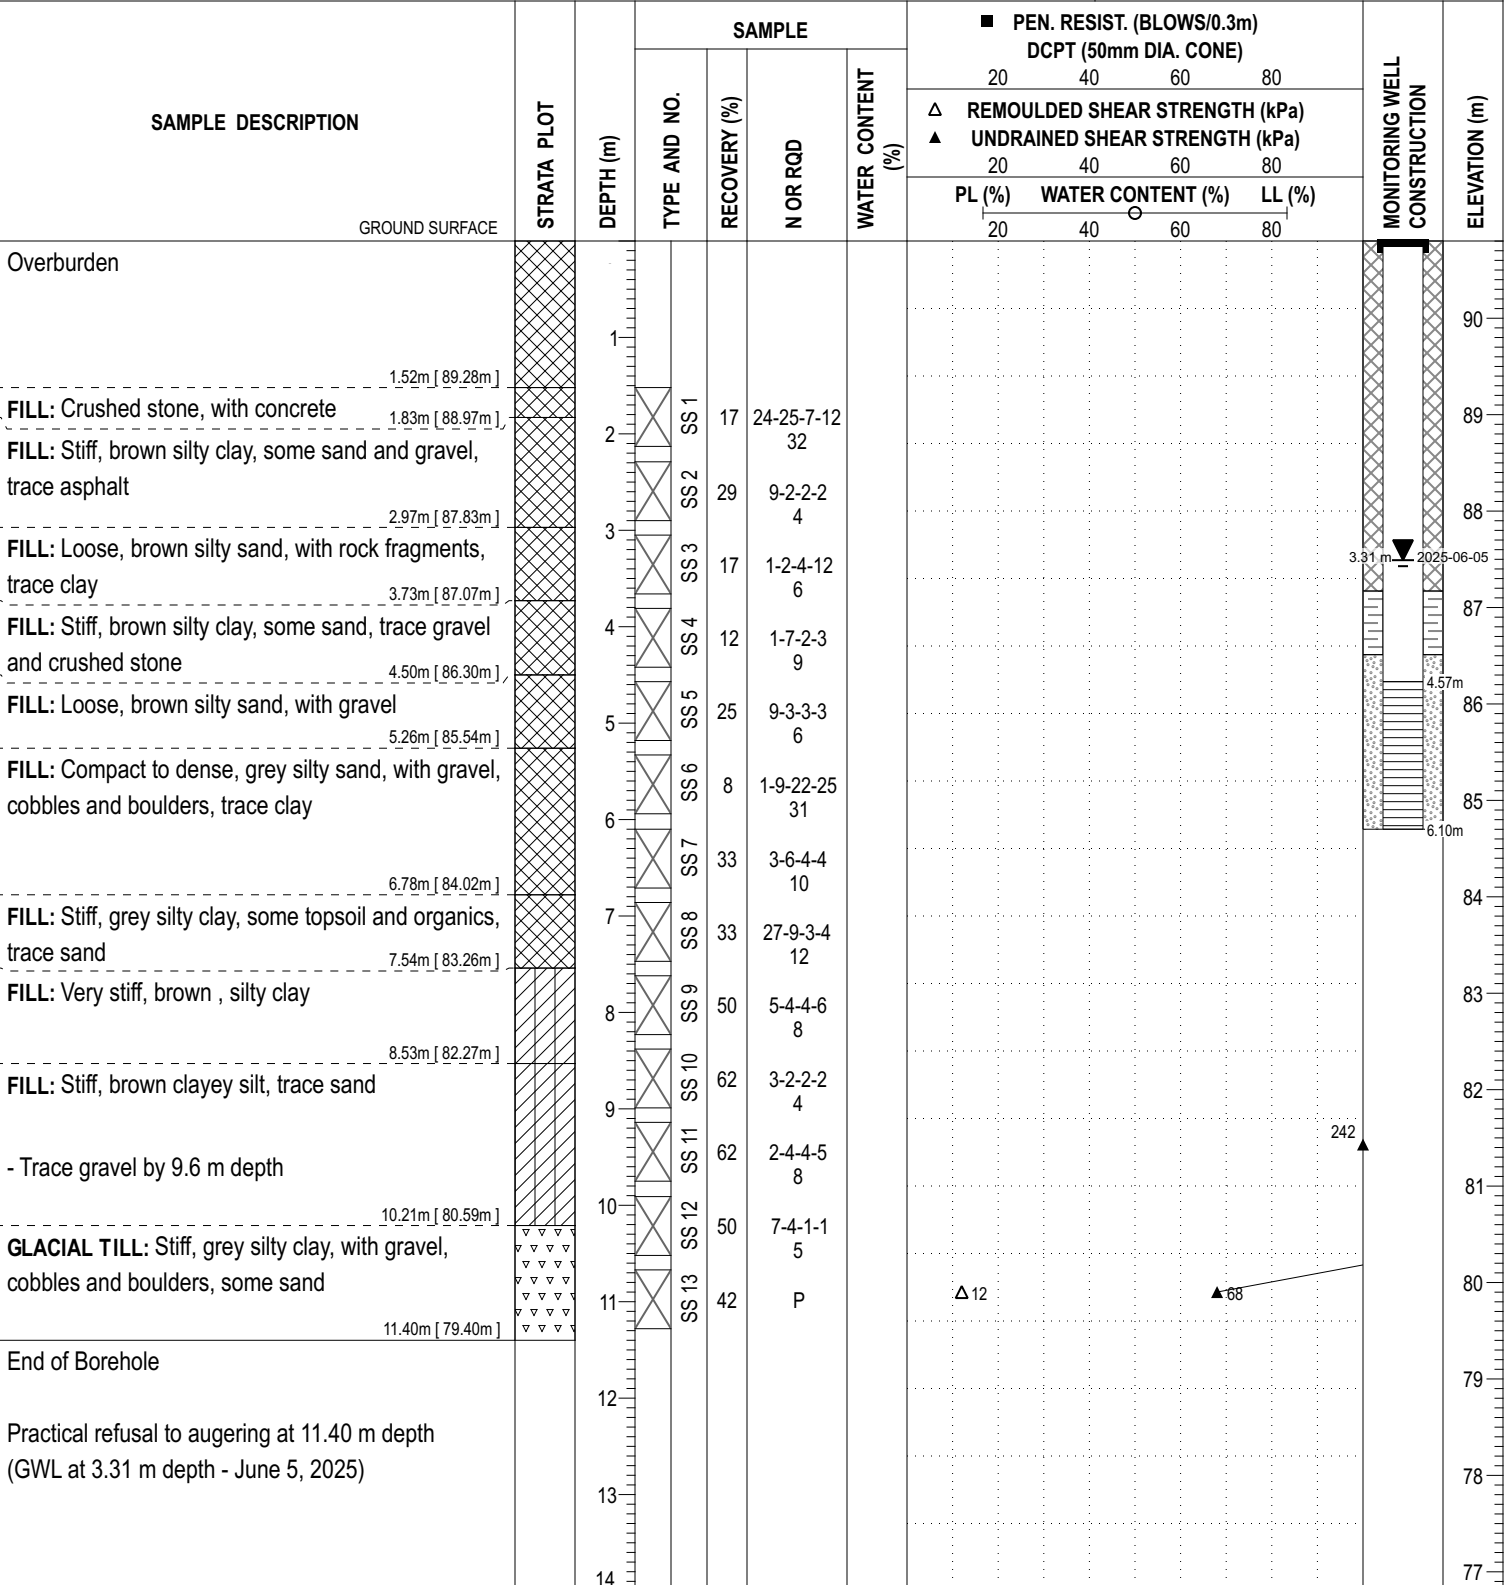 SAMPLE DESCRIPTION
GROUND SURFACE
STRATA PLOT
DEPTH (m)
SAMPLE
TYPE AND NO.
RECOVERY (%)
N OR RQD
WATER CONTENT
(%)
■ PEN. RESIST. (BLOWS/0.3m)
DCPT (50mm DIA. CONE)
20 40 60 80
△ REMOULDED SHEAR STRENGTH (kPa)
▲ UNDRAINED SHEAR STRENGTH (kPa)
20 40 60 80
PL (%) WATER CONTENT (%) LL (%)
20 40 60 80
MONITORING WELL
CONSTRUCTION
ELEVATION (m)
Overburden
1.52m [ 89.28m ]
FILL: Crushed stone, with concrete
1.83m [ 88.97m ]
FILL: Stiff, brown silty clay, some sand and gravel,
trace asphalt
2.97m [ 87.83m ]
FILL: Loose, brown silty sand, with rock fragments,
trace clay
3.73m [ 87.07m ]
FILL: Stiff, brown silty clay, some sand, trace gravel
and crushed stone
4.50m [ 86.30m ]
FILL: Loose, brown silty sand, with gravel
5.26m [ 85.54m ]
FILL: Compact to dense, grey silty sand, with gravel,
cobbles and boulders, trace clay
6.78m [ 84.02m ]
FILL: Stiff, grey silty clay, some topsoil and organics,
trace sand
7.54m [ 83.26m ]
FILL: Very stiff, brown , silty clay
8.53m [ 82.27m ]
FILL: Stiff, brown clayey silt, trace sand
- Trace gravel by 9.6 m depth
10.21m [ 80.59m ]
GLACIAL TILL: Stiff, grey silty clay, with gravel,
cobbles and boulders, some sand
11.40m [ 79.40m ]
End of Borehole
Practical refusal to augering at 11.40 m depth
(GWL at 3.31 m depth - June 5, 2025)
1
2
3
4
5
6
7
8
9
10
11
12
13
14
SS 1 17 24-25-7-12
32
SS 2 29 9-2-2-2
4
SS 3 17 1-2-4-12
6
SS 4 12 1-7-2-3
9
SS 5 25 9-3-3-3
6
SS 6 8 1-9-22-25
31
SS 7 33 3-6-4-4
10
SS 8 33 27-9-3-4
12
SS 9 50 5-4-4-6
8
SS 10 62 3-2-2-2
4
SS 11 62 2-4-4-5
8
SS 12 50 7-4-1-1
5
SS 13 42 P
242
12 68
3.31 m 2025-06-05
4.57m
6.10m
90
89
88
87
86
85
84
83
82
81
80
79
78
77